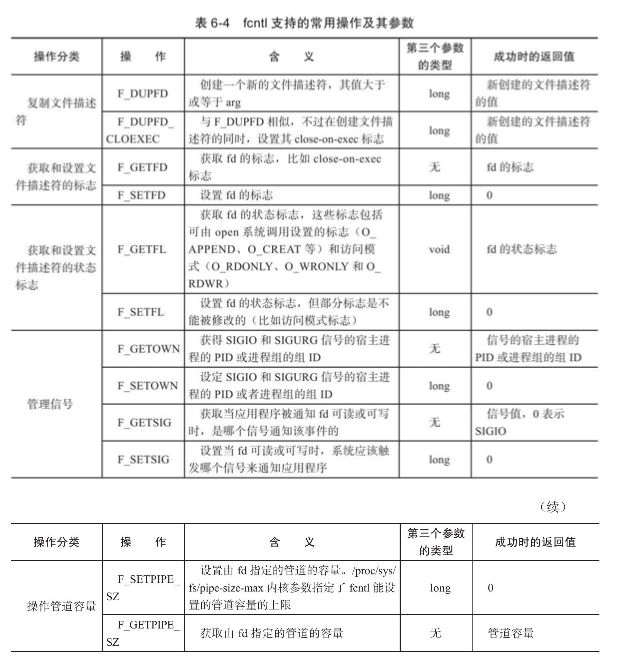 表 6-4 fcntl 支持的常用操作及其参数
操作分类 操 作 含 义 第三个参数的类型 成功时的返回值
复制文件描述符 F_DUPFD 创建一个新的文件描述符，其值大于或等于 arg long 新创建的文件描述符的值
F_DUPFD_CLOEXEC 与 F_DUPFD 相似，不过在创建文件描述符的同时，设置其 close-on-exec 标志 long 新创建的文件描述符的值
获取和设置文件描述符的标志 F_GETFD 获取 fd 的标志，比如 close-on-exec 标志 无 fd 的标志
F_SETFD 设置 fd 的标志 long 0
获取和设置文件描述符的状态标志 F_GETFL 获取 fd 的状态标志，这些标志包括可由 open 系统调用设置的标志（O_APPEND、O_CREAT 等）和访问模式（O_RDONLY、O_WRONLY 和 O_RDWR） void fd 的状态标志
F_SETFL 设置 fd 的状态标志，但部分标志是不能被修改的（比如访问模式标志） long 0
管理信号 F_GETOWN 获得 SIGIO 和 SIGURG 信号的宿主进程的 PID 或进程组的组 ID 无 信号的宿主进程的 PID 或进程组的组 ID
F_SETOWN 设定 SIGIO 和 SIGURG 信号的宿主进程的 PID 或者进程组的组 ID long 0
F_GETSIG 获取当应用程序被通知 fd 可读或可写时，是哪个信号通知该事件的 无 信号值，0 表示 SIGIO
F_SETSIG 设置当 fd 可读或可写时，系统应该触发哪个信号来通知应用程序 long 0
（续）
操作分类 操 作 含 义 第三个参数的类型 成功时的返回值
操作管道容量 F_SETPIPE_SZ 设置由 fd 指定的管道的容量。/proc/sys/fs/pipe-size-max 内核参数指定了 fcntl 能设置的管道容量的上限 long 0
F_GETPIPE_SZ 获取由 fd 指定的管道的容量 无 管道容量